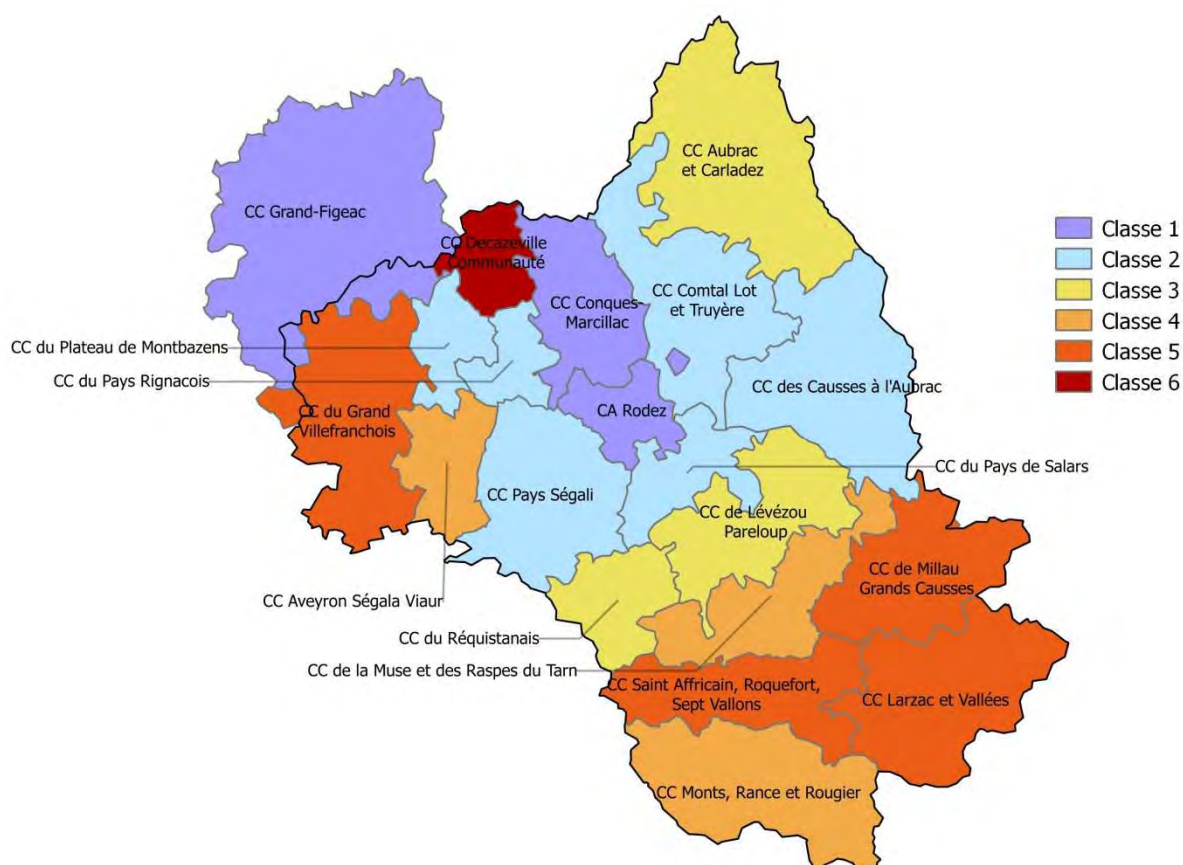 CC Aubrac
et Carladez
CC Grand-Figeac
Classe 1
Classe 2
Classe 3
Classe 4
Classe 5
Classe 6
CC Decazeville
Communauté
CC Comtal Lot
et Truyère
CC Conques-
Marcillac
CC du Plateau de Montbazens
CC du Pays Rignacois
CC des Causses à l'Aubrac
CA Rodez
CC du Grand
Villefranchois
CC du Pays de Salars
CC Pays Ségali
CC de Lévézou
Pareloup
CC de Millau
Grands Causses
CC Aveyron Ségala Viaur
CC du Réquistanais
CC de la Muse et des Raspes du Tarn
CC Saint Affricain, Roquefort,
Sept Vallons
CC Larzac et Vallées
CC Monts, Rance et Rougier